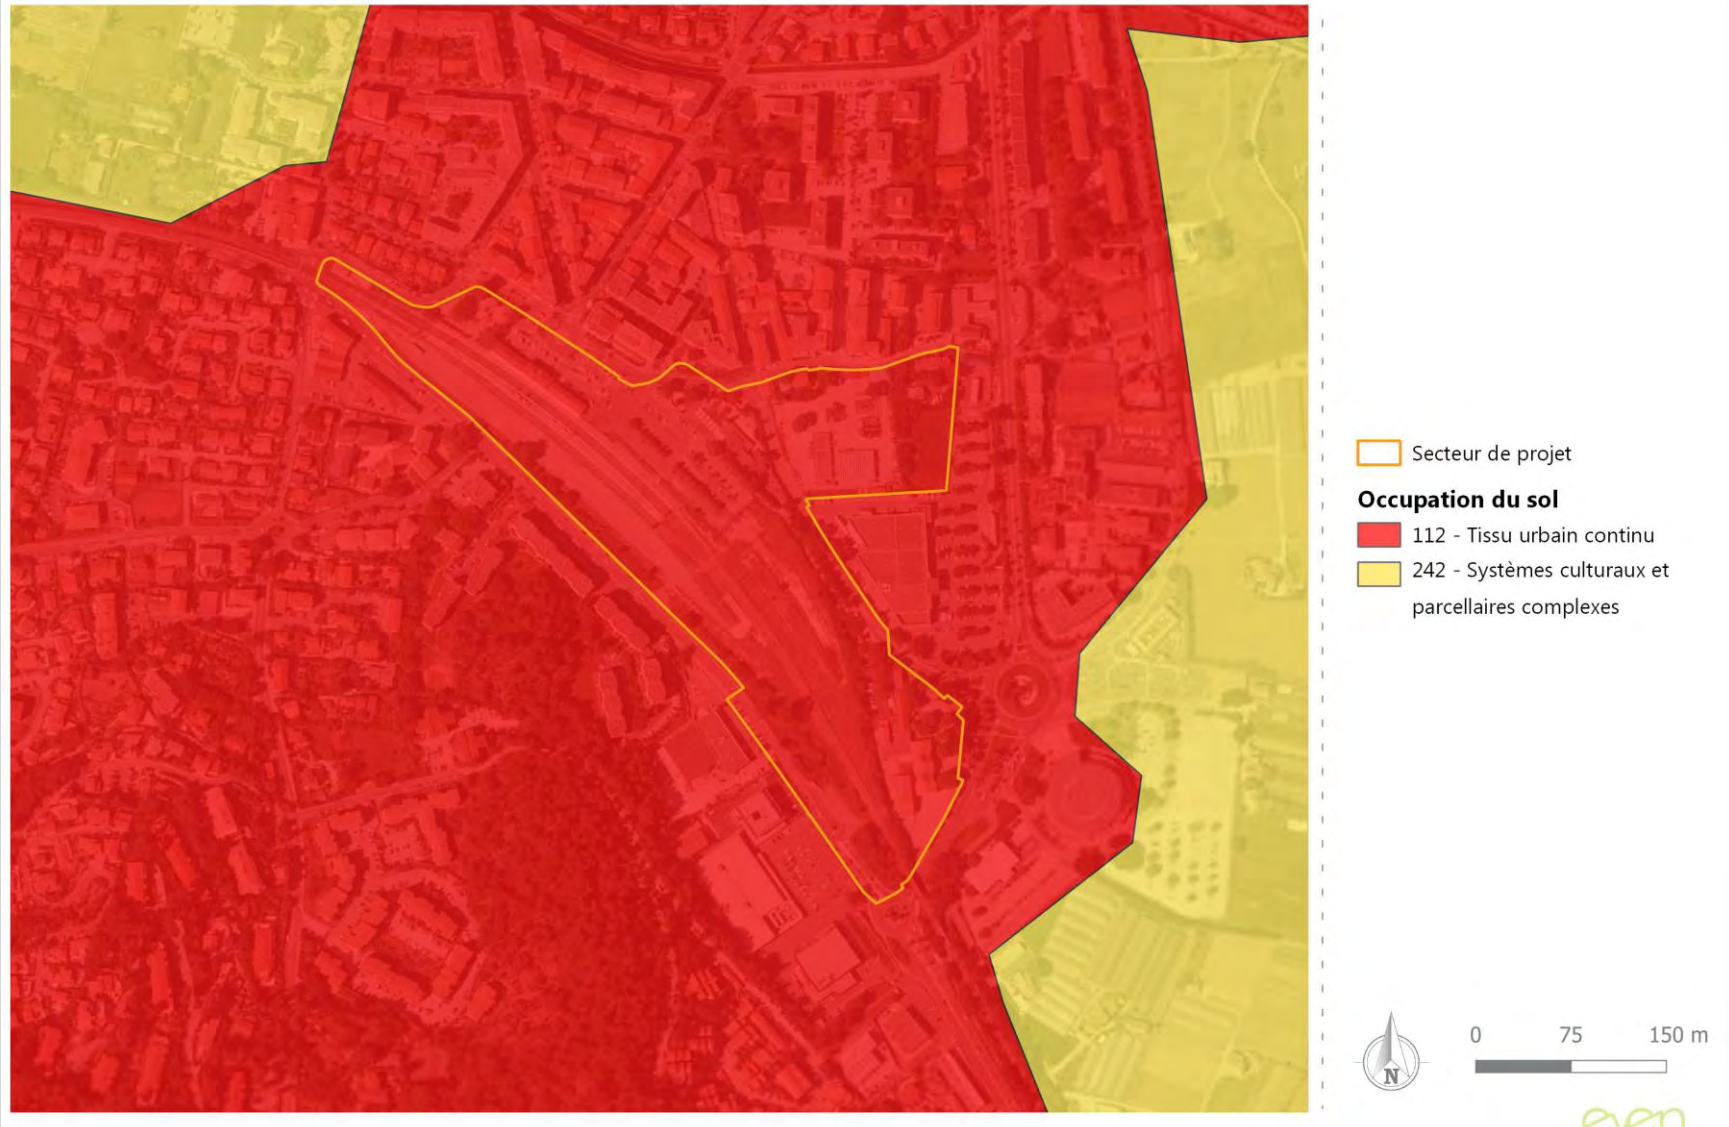 Secteur de projet
Occupation du sol
112 - Tissu urbain continu
242 - Systèmes culturaux et
parcellaires complexes
0 75 150 m
N
even